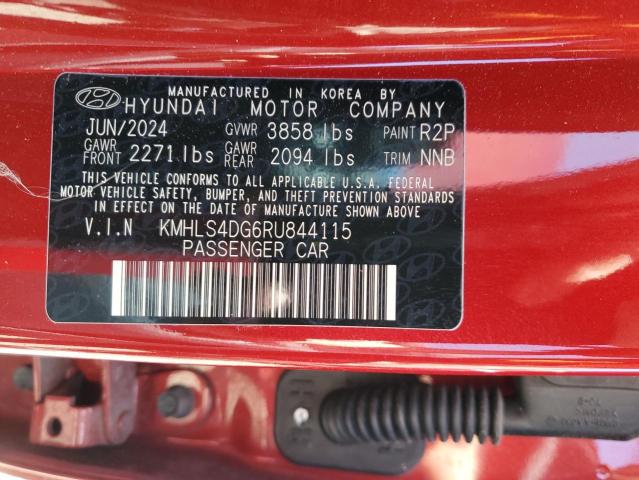 MANUFACTURED IN KOREA BY
HYUNDAI MOTOR COMPANY
JUN/2024 GVWR 3858 lbs PAINT R2P
GAWR FRONT 2271 lbs GAWR REAR 2094 lbs TRIM NNB
THIS VEHICLE CONFORMS TO ALL APPLICABLE U.S.A. FEDERAL
MOTOR VEHICLE SAFETY, BUMPER, AND THEFT PREVENTION STANDARDS
IN EFFECT ON THE DATE OF MANUFACTURE SHOWN ABOVE
V.I.N KMHLS4DG6RU844115
PASSENGER CAR